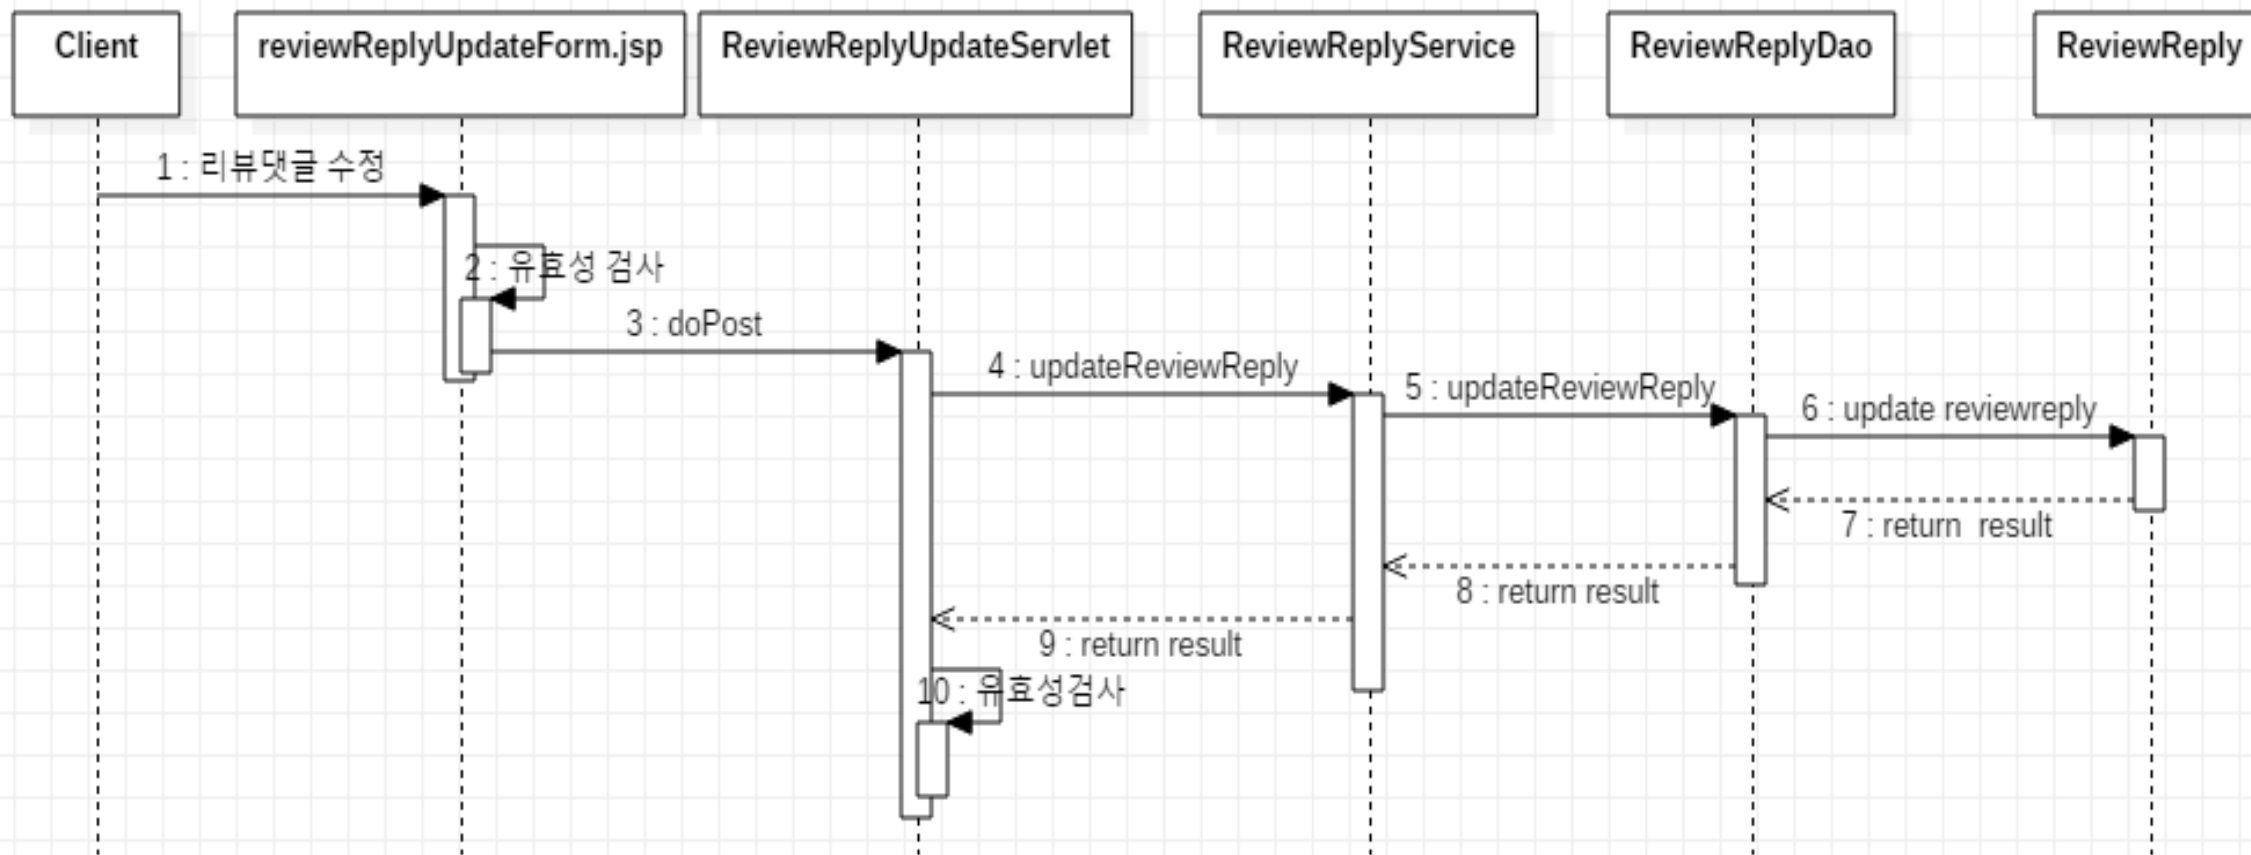 Client
reviewReplyUpdateForm.jsp
ReviewReplyUpdateServlet
ReviewReplyService
ReviewReplyDao
ReviewReply
1 : 리뷰댓글 수정
2 : 유효성 검사
3 : doPost
4 : updateReviewReply
5 : updateReviewReply
6 : update reviewreply
7 : return  result
8 : return result
9 : return result
10 : 유효성검사